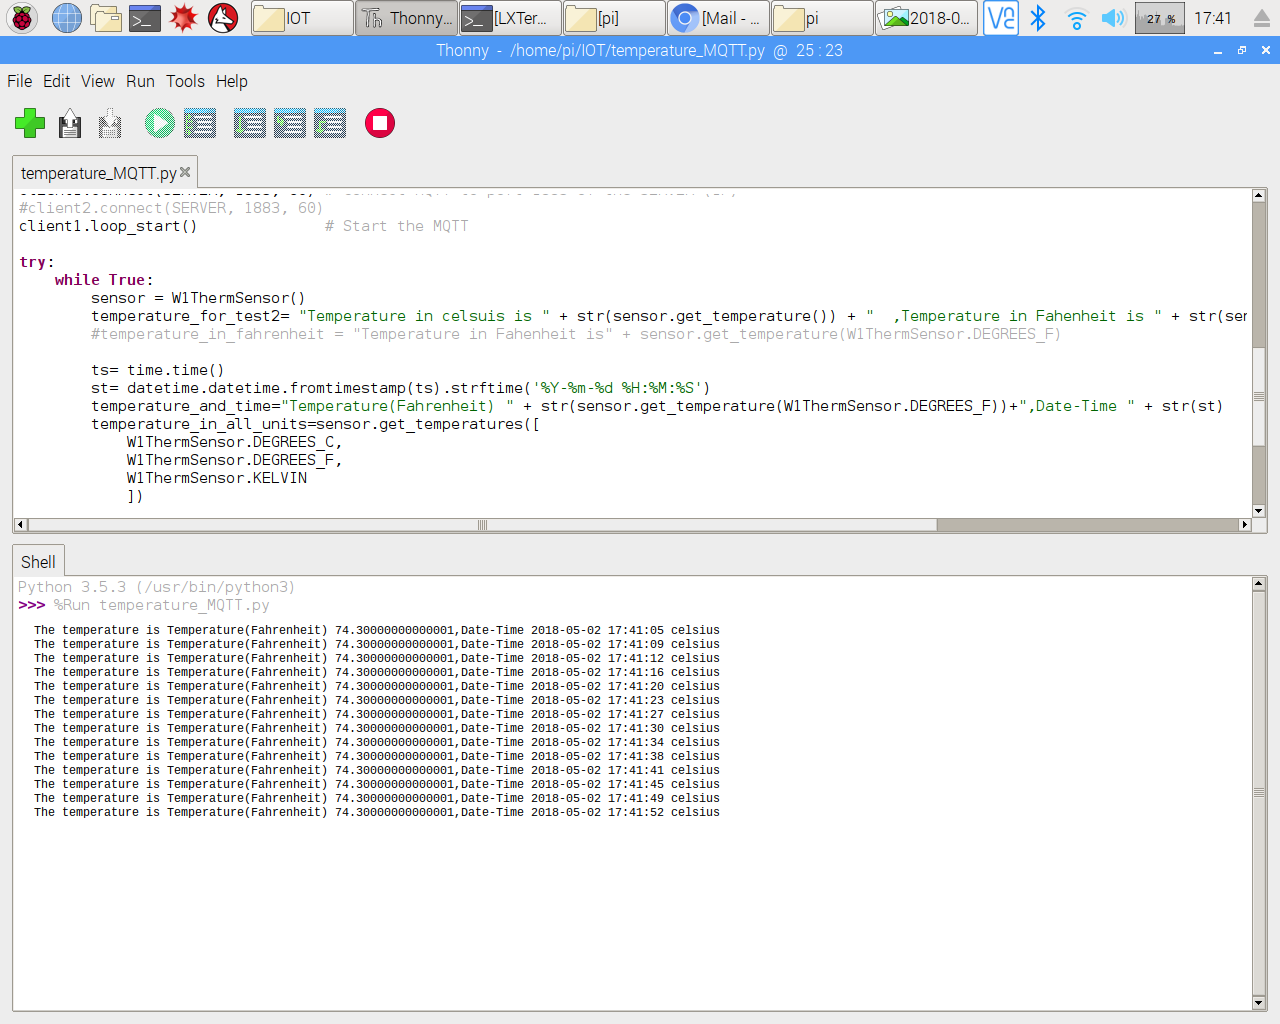 IOT
Thonny...
[LXTer...
[pi]
[Mail - ...
pi
2018-0...
27 %
17:41
Thonny - /home/pi/IOT/temperature_MQTT.py @ 25 : 23
File Edit View Run Tools Help
temperature_MQTT.py
#client2.connect(SERVER, 1883, 60)
client1.loop_start() # Start the MQTT
try:
while True:
sensor = W1ThermSensor()
temperature_for_test2= "Temperature in celsuis is " + str(sensor.get_temperature()) + "  ,Temperature in Fahenheit is " + str(ser
#temperature_in_fahrenheit = "Temperature in Fahenheit is" + sensor.get_temperature(W1ThermSensor.DEGREES_F)
ts= time.time()
st= datetime.datetime.fromtimestamp(ts).strftime('%Y-%m-%d %H:%M:%S')
temperature_and_time="Temperature(Fahrenheit) " + str(sensor.get_temperature(W1ThermSensor.DEGREES_F))+",Date-Time " + str(st)
temperature_in_all_units=sensor.get_temperatures([
W1ThermSensor.DEGREES_C,
W1ThermSensor.DEGREES_F,
W1ThermSensor.KELVIN
])
Shell
Python 3.5.3 (/usr/bin/python3)
>>> %Run temperature_MQTT.py
The temperature is Temperature(Fahrenheit) 74.30000000000001,Date-Time 2018-05-02 17:41:05 celsius
The temperature is Temperature(Fahrenheit) 74.30000000000001,Date-Time 2018-05-02 17:41:09 celsius
The temperature is Temperature(Fahrenheit) 74.30000000000001,Date-Time 2018-05-02 17:41:12 celsius
The temperature is Temperature(Fahrenheit) 74.30000000000001,Date-Time 2018-05-02 17:41:16 celsius
The temperature is Temperature(Fahrenheit) 74.30000000000001,Date-Time 2018-05-02 17:41:20 celsius
The temperature is Temperature(Fahrenheit) 74.30000000000001,Date-Time 2018-05-02 17:41:23 celsius
The temperature is Temperature(Fahrenheit) 74.30000000000001,Date-Time 2018-05-02 17:41:27 celsius
The temperature is Temperature(Fahrenheit) 74.30000000000001,Date-Time 2018-05-02 17:41:30 celsius
The temperature is Temperature(Fahrenheit) 74.30000000000001,Date-Time 2018-05-02 17:41:34 celsius
The temperature is Temperature(Fahrenheit) 74.30000000000001,Date-Time 2018-05-02 17:41:38 celsius
The temperature is Temperature(Fahrenheit) 74.30000000000001,Date-Time 2018-05-02 17:41:41 celsius
The temperature is Temperature(Fahrenheit) 74.30000000000001,Date-Time 2018-05-02 17:41:45 celsius
The temperature is Temperature(Fahrenheit) 74.30000000000001,Date-Time 2018-05-02 17:41:49 celsius
The temperature is Temperature(Fahrenheit) 74.30000000000001,Date-Time 2018-05-02 17:41:52 celsius